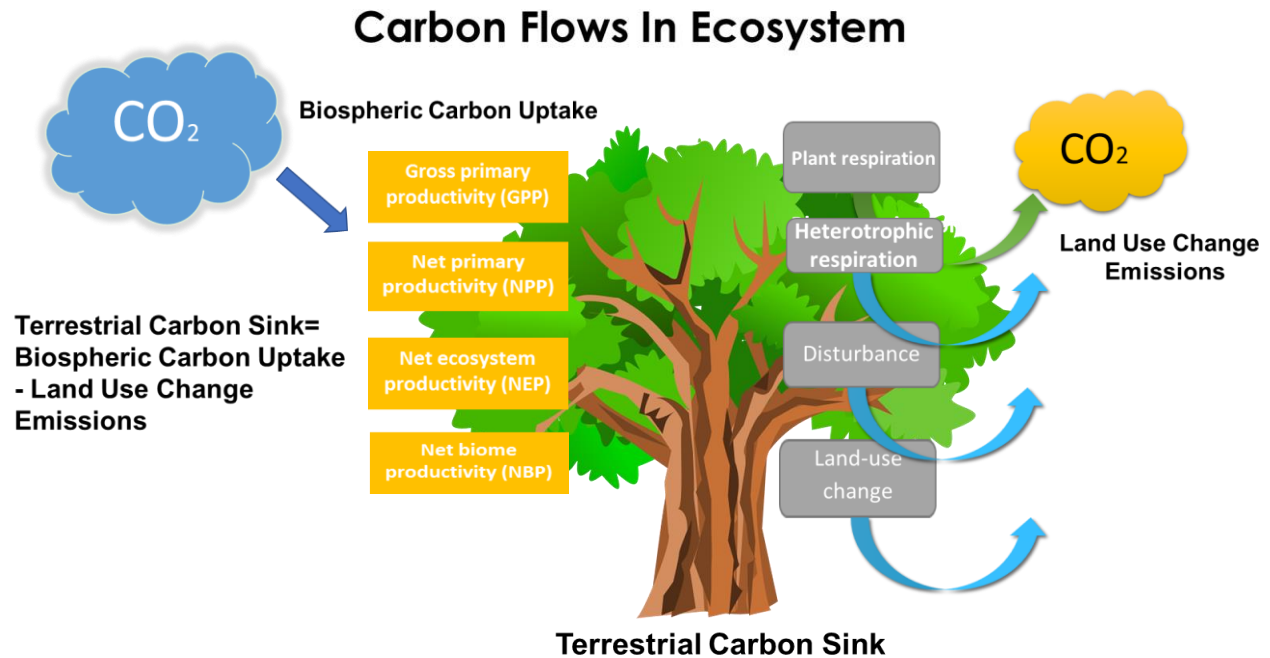 Carbon Flows In Ecosystem
CO2
Biospheric Carbon Uptake
Gross primary
productivity (GPP)
Net primary
productivity (NPP)
Net ecosystem
productivity (NEP)
Net biome
productivity (NBP)
Terrestrial Carbon Sink=
Biospheric Carbon Uptake
- Land Use Change
Emissions
Plant respiration
Heterotrophic
respiration
Disturbance
Land-use
change
CO2
Land Use Change
Emissions
Terrestrial Carbon Sink